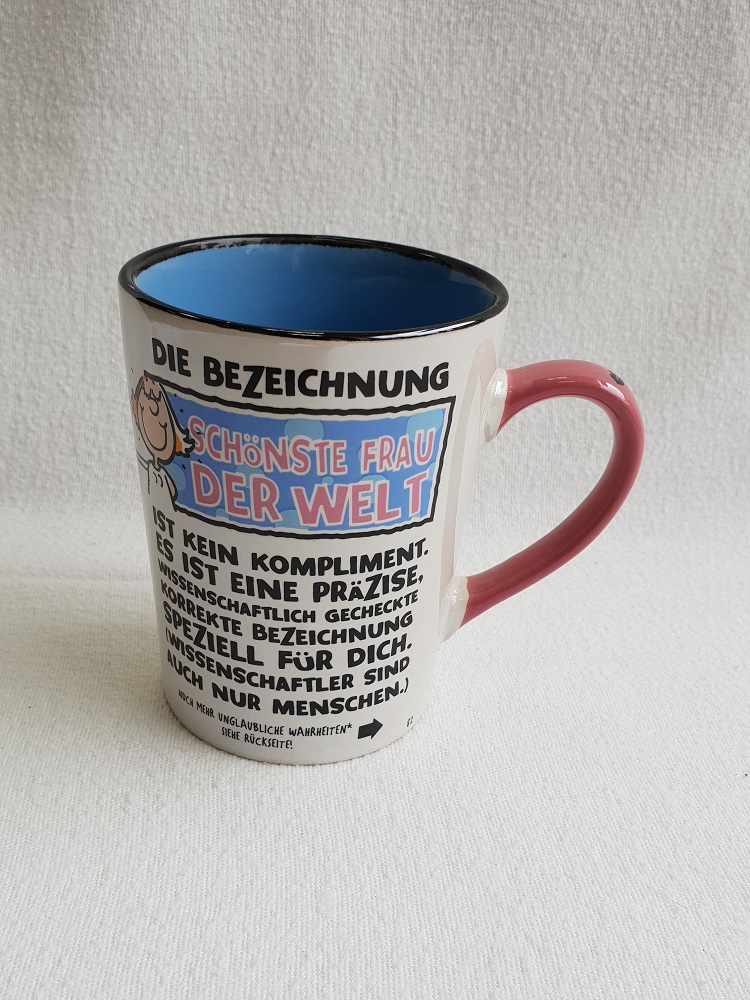 DIE BEZEICHNUNG
SCHÖNSTE FRAU
DER WELT
IST KEIN KOMPLIMENT.
ES IST EINE PRÄZISE,
WISSENSCHAFTLICH GECHECKTE
KORREKTE BEZEICHNUNG
SPEZIELL FÜR DICH.
(WISSENSCHAFTLER SIND
AUCH NUR MENSCHEN.)
NOCH MEHR UNGLAUBLICHE WAHRHEITEN*
SIEHE RÜCKSEITE!